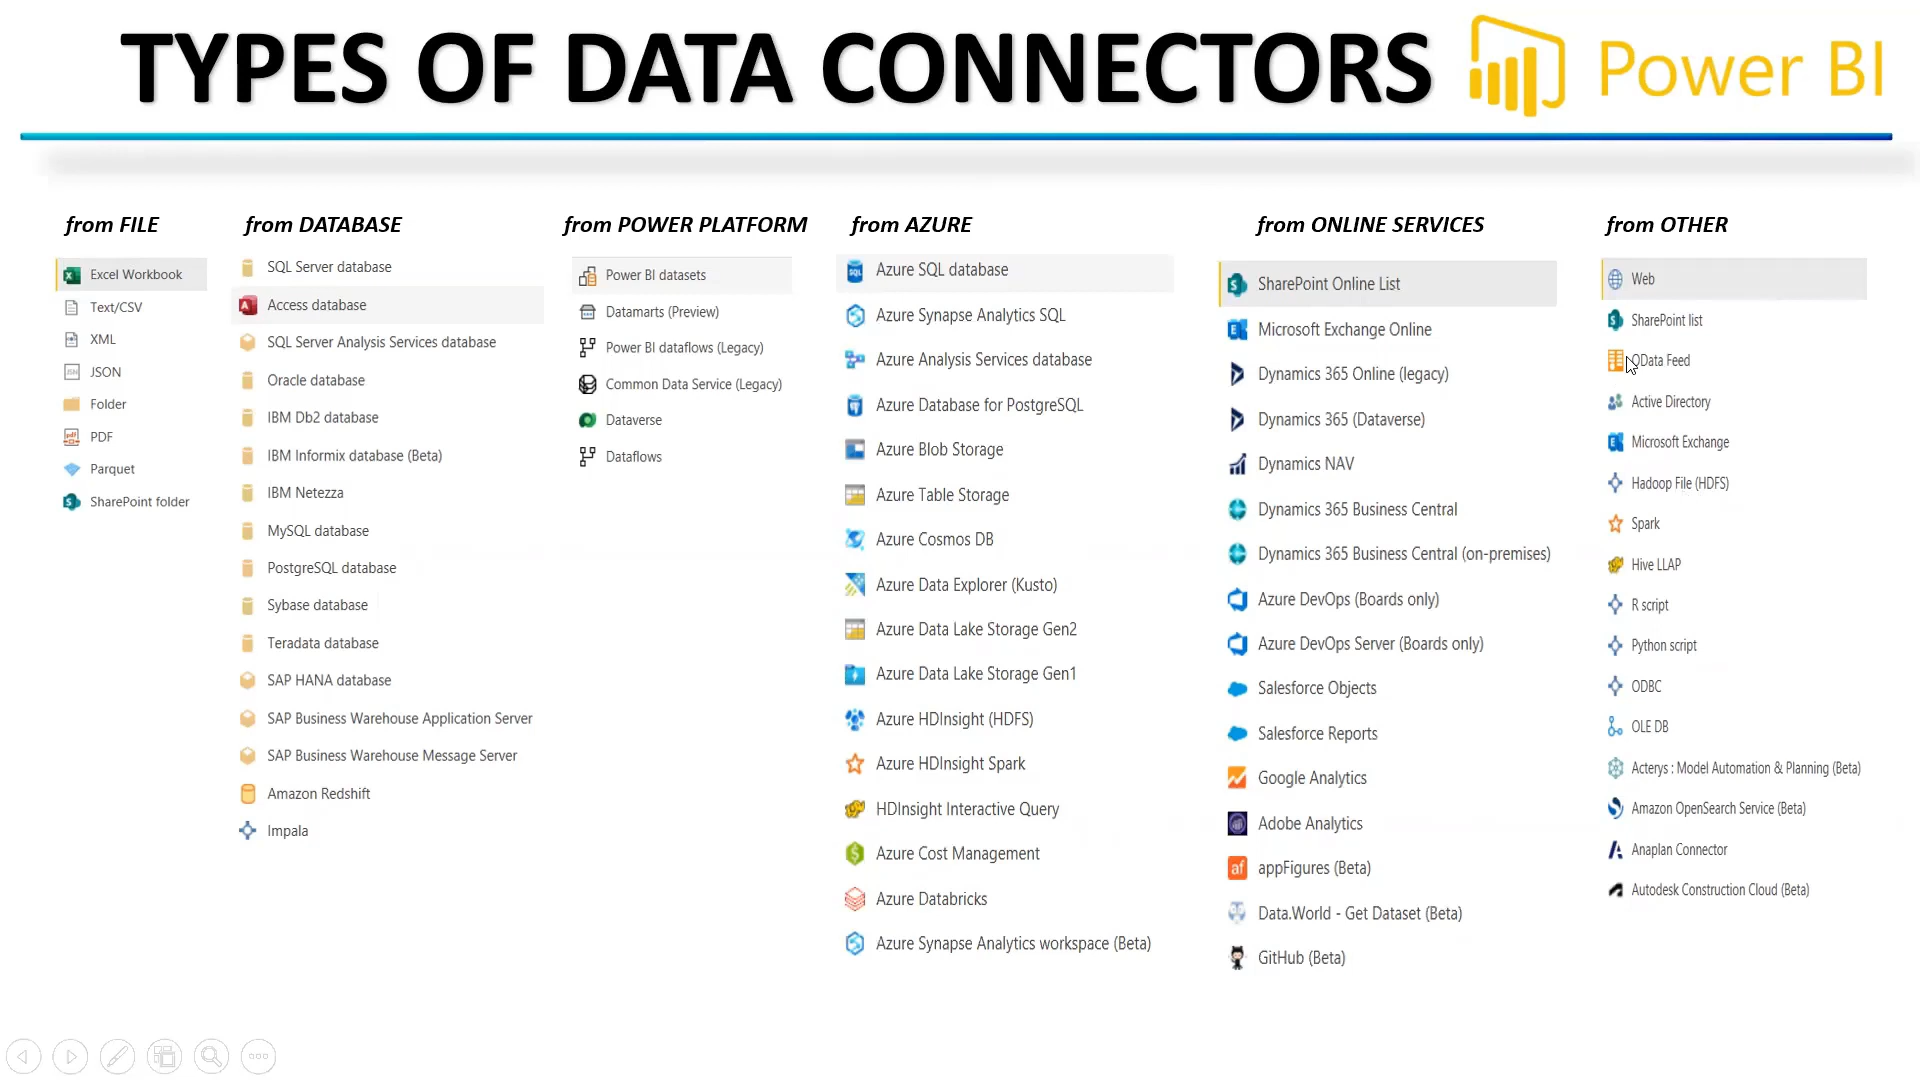 TYPES OF DATA CONNECTORS
Power BI
from FILE
Excel Workbook
Text/CSV
XML
JSON
Folder
PDF
Parquet
SharePoint folder
from DATABASE
SQL Server database
Access database
SQL Server Analysis Services database
Oracle database
IBM Db2 database
IBM Informix database (Beta)
IBM Netezza
MySQL database
PostgreSQL database
Sybase database
Teradata database
SAP HANA database
SAP Business Warehouse Application Server
SAP Business Warehouse Message Server
Amazon Redshift
Impala
from POWER PLATFORM
Power BI datasets
Datamarts (Preview)
Power BI dataflows (Legacy)
Common Data Service (Legacy)
Dataverse
Dataflows
from AZURE
Azure SQL database
Azure Synapse Analytics SQL
Azure Analysis Services database
Azure Database for PostgreSQL
Azure Blob Storage
Azure Table Storage
Azure Cosmos DB
Azure Data Explorer (Kusto)
Azure Data Lake Storage Gen2
Azure Data Lake Storage Gen1
Azure HDInsight (HDFS)
Azure HDInsight Spark
HDInsight Interactive Query
Azure Cost Management
Azure Databricks
Azure Synapse Analytics workspace (Beta)
from ONLINE SERVICES
SharePoint Online List
Microsoft Exchange Online
Dynamics 365 Online (legacy)
Dynamics 365 (Dataverse)
Dynamics NAV
Dynamics 365 Business Central
Dynamics 365 Business Central (on-premises)
Azure DevOps (Boards only)
Azure DevOps Server (Boards only)
Salesforce Objects
Salesforce Reports
Google Analytics
Adobe Analytics
appFigures (Beta)
Data.World - Get Dataset (Beta)
GitHub (Beta)
from OTHER
Web
SharePoint list
OData Feed
Active Directory
Microsoft Exchange
Hadoop File (HDFS)
Spark
Hive LLAP
R script
Python script
ODBC
OLE DB
Acterys : Model Automation & Planning (Beta)
Amazon OpenSearch Service (Beta)
Anaplan Connector
Autodesk Construction Cloud (Beta)